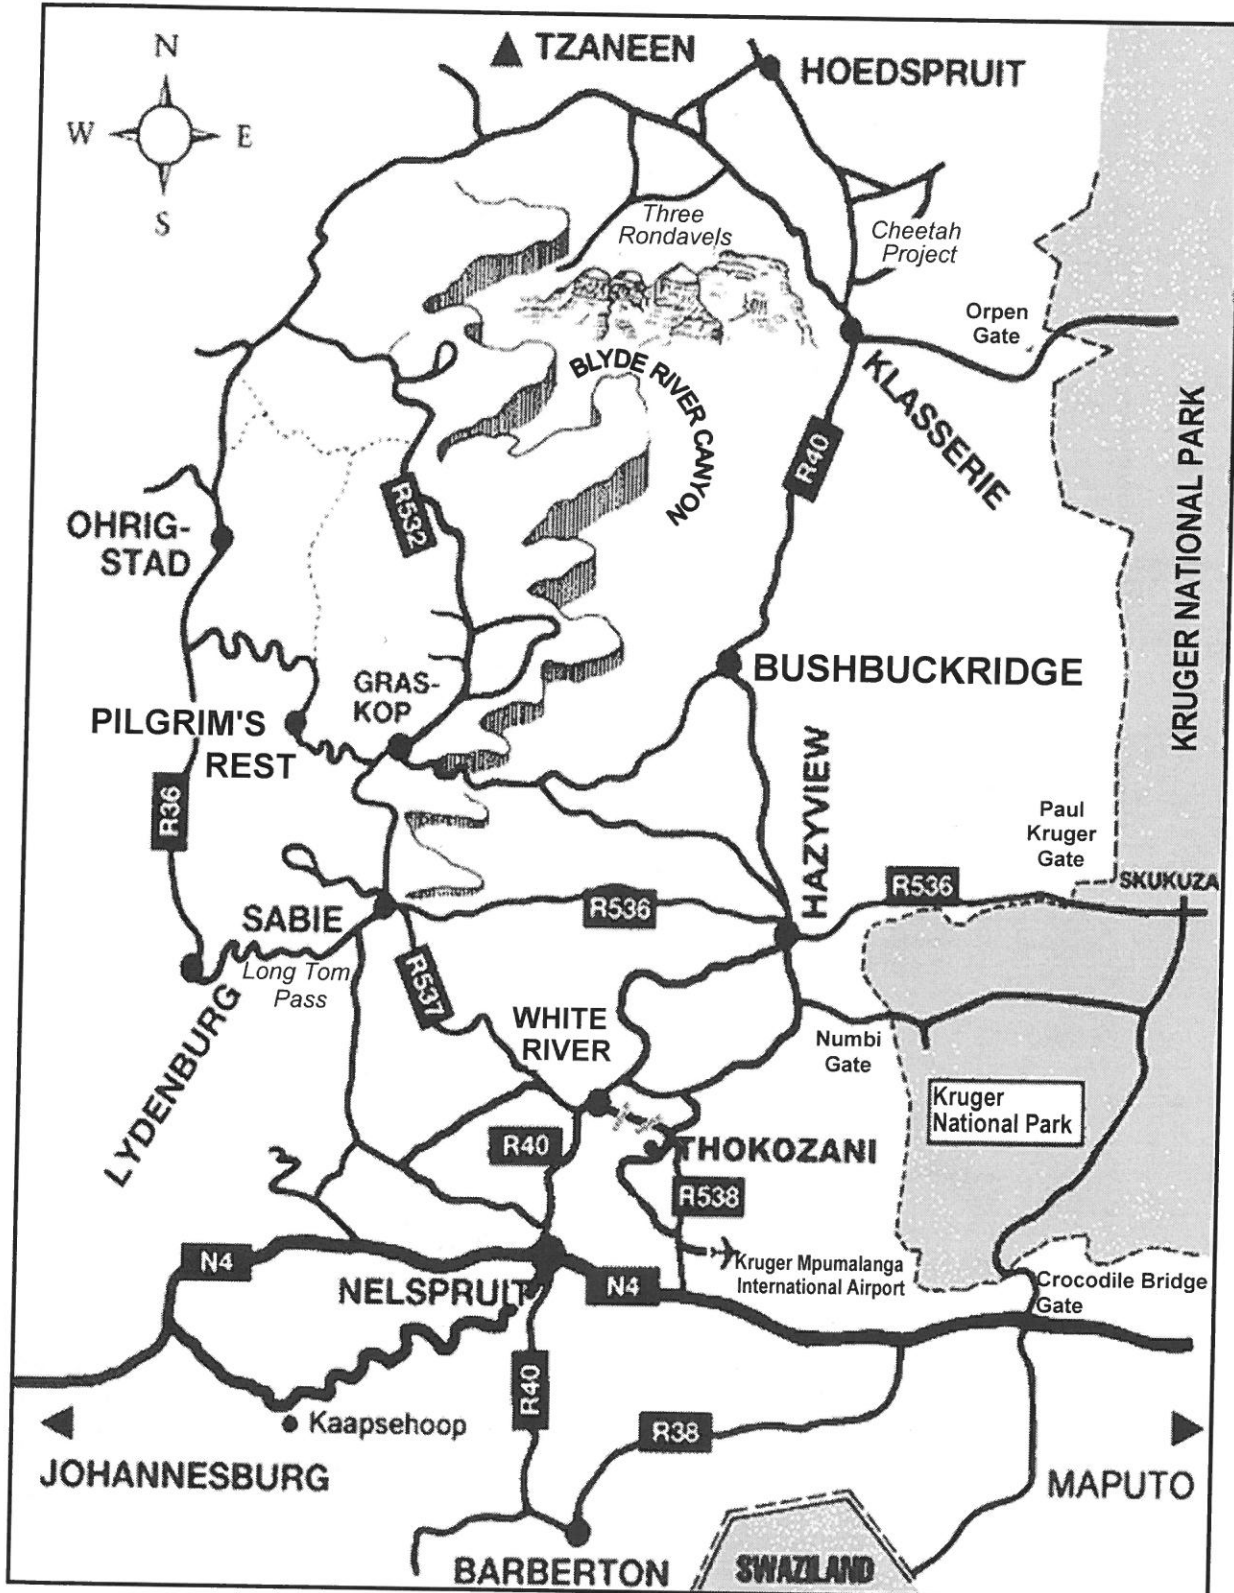 N
W
E
S
TZANEEN
HOEDSPRUIT
Three
Rondavels
Cheetah
Project
Orpen
Gate
BLYDE RIVER CANYON
KLASSERIE
R40
KRUGER NATIONAL PARK
R532
OHRIG-
STAD
GRAS-
KOP
BUSHBUCKRIDGE
PILGRIM'S
REST
R36
HAZYVIEW
Paul
Kruger
Gate
SKUKUZA
R536
R536
SABIE
Long Tom
Pass
R537
LYDENBURG
WHITE
RIVER
Numbi
Gate
Kruger
National Park
R40
THOKOZANI
R538
N4
Kruger Mpumalanga
International Airport
Crocodile Bridge
Gate
NELSPRUIT
N4
R40
Kaapsehoop
R38
JOHANNESBURG
MAPUTO
BARBERTON
SWAZILAND